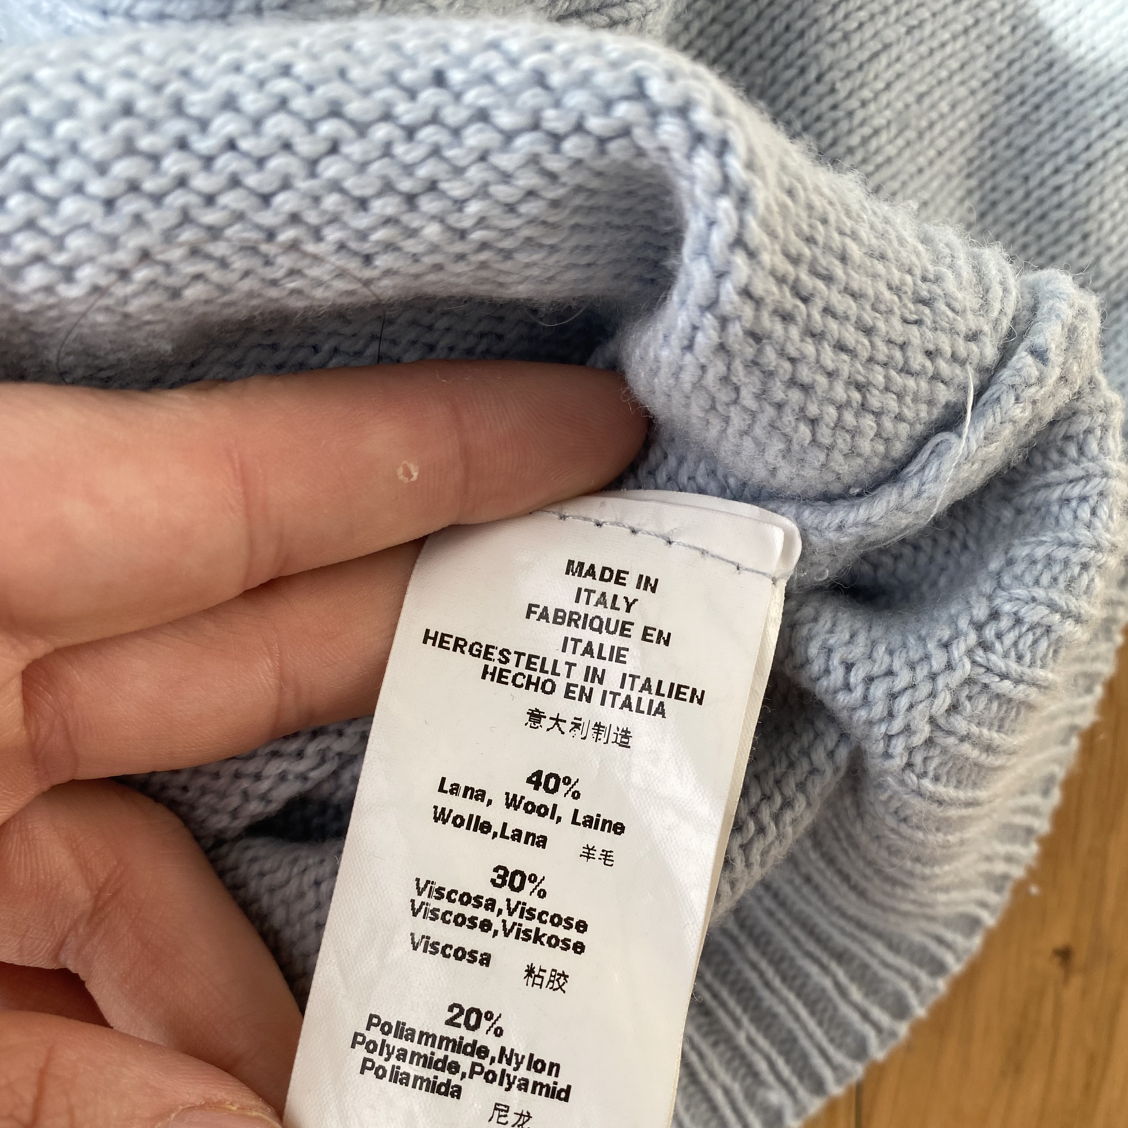 MADE IN
ITALY
FABRIQUE EN
ITALIE
HERGESTELLT IN ITALIEN
HECHO EN ITALIA
意大利制造
40%
Lana, Wool, Laine
Wolle,Lana 羊毛
30%
Viscosa,Viscose
Viscose,Viskose
Viscosa 粘胶
20%
Poliammide,Nylon
Polyamide,Polyamid
Poliamida
尼龙